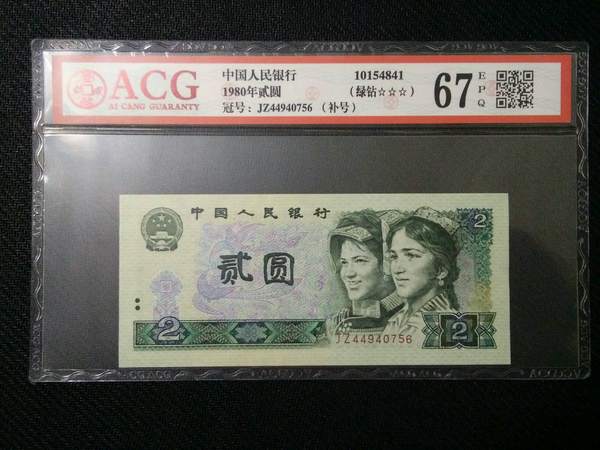 ACG
AI CANG GUARANTY
中国人民银行
1980年贰圆
冠号: JZ44940756 (补号)
10154841
(绿钻☆☆☆)
67
EPQ
中国人民银行
贰圆
2
2
2
JZ44940756